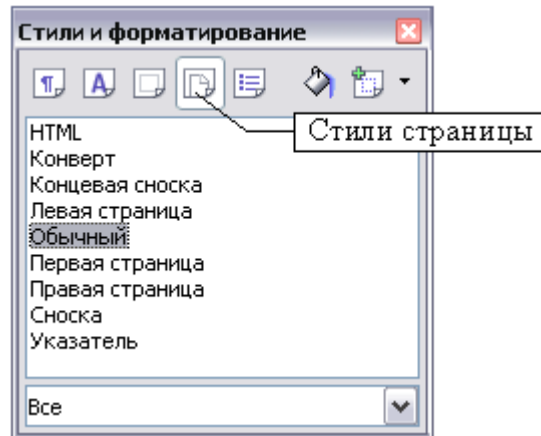 Стили и форматирование
Стили страницы
HTML
Конверт
Концевая сноска
Левая страница
Обычный
Первая страница
Правая страница
Сноска
Указатель
Все